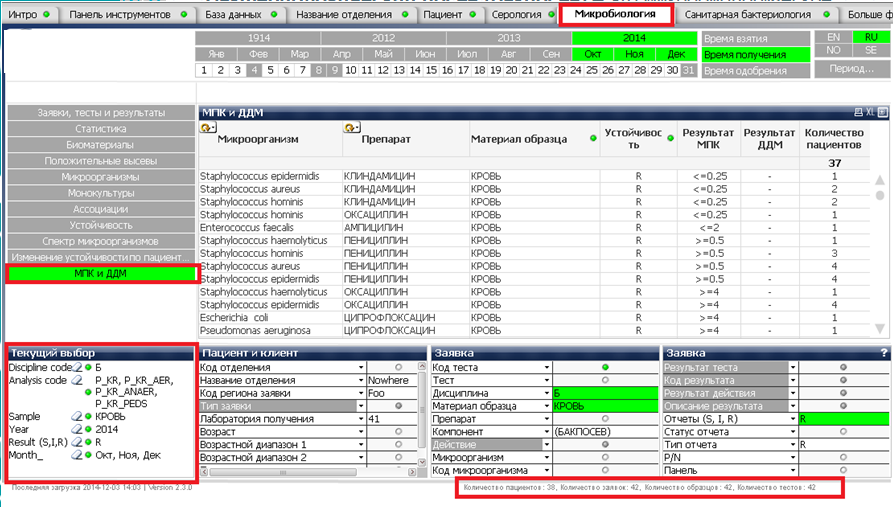 Интро Панель инструментов База данных Название отделения Пациент Серология Микробиология Санитарная бактериология Больше ф
1914 2012 2013 2014 Время взятия EN RU
Янв Фев Мар Апр Май Июн Июл Авг Сен Окт Ноя Дек Время получения NO SE
1 2 3 4 5 6 7 8 9 10 11 12 13 14 15 16 17 18 19 20 21 22 23 24 25 26 27 28 29 30 31 Время одобрения Период...
Заявки, тесты и результаты
Статистика
Биоматериалы
Положительные высевы
Микроорганизмы
Монокультуры
Ассоциации
Устойчивость
Спектр микроорганизмов
Изменение устойчивости по пациент...
МПК и ДДМ
МПК и ДДМ XL
Микроорганизм Препарат Материал образца Устойчивос ть Результат МПК Результат ДДМ Количество пациентов
37
Staphylococcus epidermidis КЛИНДАМИЦИН КРОВЬ R <=0.25 - 1
Staphylococcus aureus КЛИНДАМИЦИН КРОВЬ R <=0.25 - 2
Staphylococcus hominis КЛИНДАМИЦИН КРОВЬ R <=0.25 - 2
Staphylococcus hominis ОКСАЦИЛЛИН КРОВЬ R <=0.25 - 1
Enterococcus faecalis АМПИЦИЛИН КРОВЬ R <=2 - 1
Staphylococcus haemolyticus ПЕНИЦИЛЛИН КРОВЬ R >=0.5 - 1
Staphylococcus hominis ПЕНИЦИЛЛИН КРОВЬ R >=0.5 - 3
Staphylococcus aureus ПЕНИЦИЛЛИН КРОВЬ R >=0.5 - 4
Staphylococcus epidermidis ПЕНИЦИЛЛИН КРОВЬ R >=0.5 - 4
Staphylococcus haemolyticus ОКСАЦИЛЛИН КРОВЬ R >=4 - 1
Staphylococcus epidermidis ОКСАЦИЛЛИН КРОВЬ R >=4 - 4
Escherichia coli ЦИПРОФЛОКСАЦИН КРОВЬ R >=4 - 1
Pseudomonas aeruginosa ЦИПРОФЛОКСАЦИН КРОВЬ R >=4 - 1
Текущий выбор
Discipline code Б
Analysis code P_KR, P_KR_AER,
P_KR_ANAER,
P_KR_PEDS
Sample КРОВЬ
Year 2014
Result (S,I,R) R
Month_ Окт, Ноя, Дек
Пациент и клиент
Код отделения
Название отделения Nowhere
Код региона заявки Foo
Тип заявки
Лаборатория получения 41
Возраст
Возрастной диапазон 1
Возрастной диапазон 2
Заявка
Код теста
Тест
Дисциплина Б
Материал образца КРОВЬ
Препарат
Компонент (БАКПОСЕВ)
Действие
Микроорганизм
Код микроорганизма
Заявка ?
Результат теста
Код результата
Результат действия
Описание результата
Отчеты (S, I, R) R
Статус отчета
Тип отчета R
P/N
Панель
Последняя загрузка 2014-12-03 14:03 | Version 2.3.0
Количество пациентов: 38, Количество заявок: 42, Количество образцов: 42, Количество тестов: 42